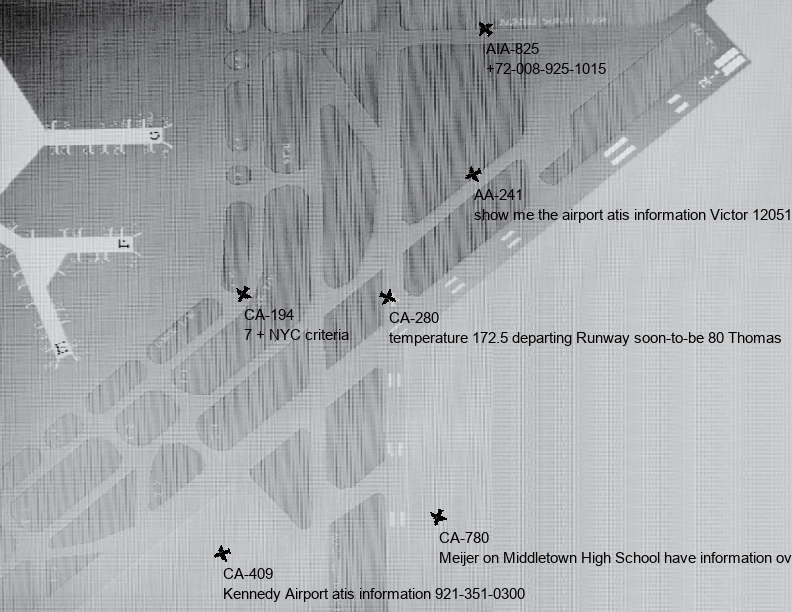 AIA-825
+72-008-925-1015
AA-241
show me the airport atis information Victor 12051
CA-194
7 + NYC criteria
CA-280
temperature 172.5 departing Runway soon-to-be 80 Thomas
CA-780
Meijer on Middletown High School have information ov
CA-409
Kennedy Airport atis information 921-351-0300